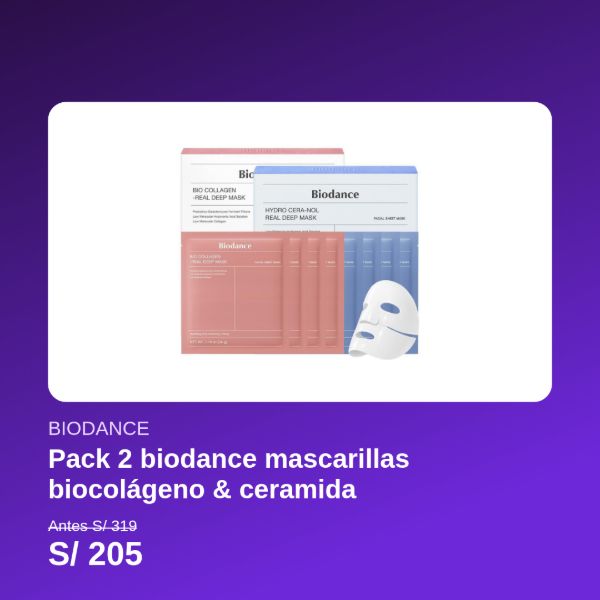 Bio
BIO COLLAGEN
-REAL DEEP MASK
Biodance
HYDRO CERA-NOL
REAL DEEP MASK
FACIAL SHEET MASK
Biodance
BIO COLLAGEN
-REAL DEEP MASK
BIODANCE
Pack 2 biodance mascarillas
biocolágeno & ceramida
Antes S/ 319
S/ 205